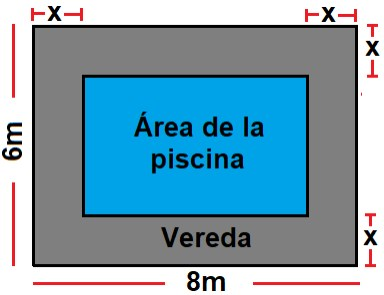 x
x
x
6m
Área de la
piscina
Vereda
x
8m